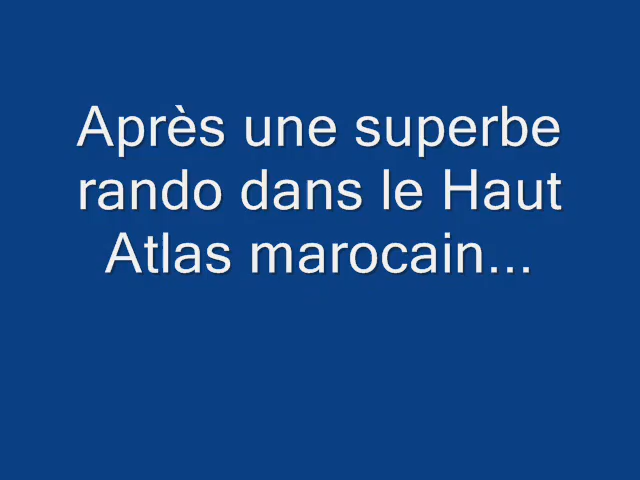 Après une superbe
rando dans le Haut
Atlas marocain...